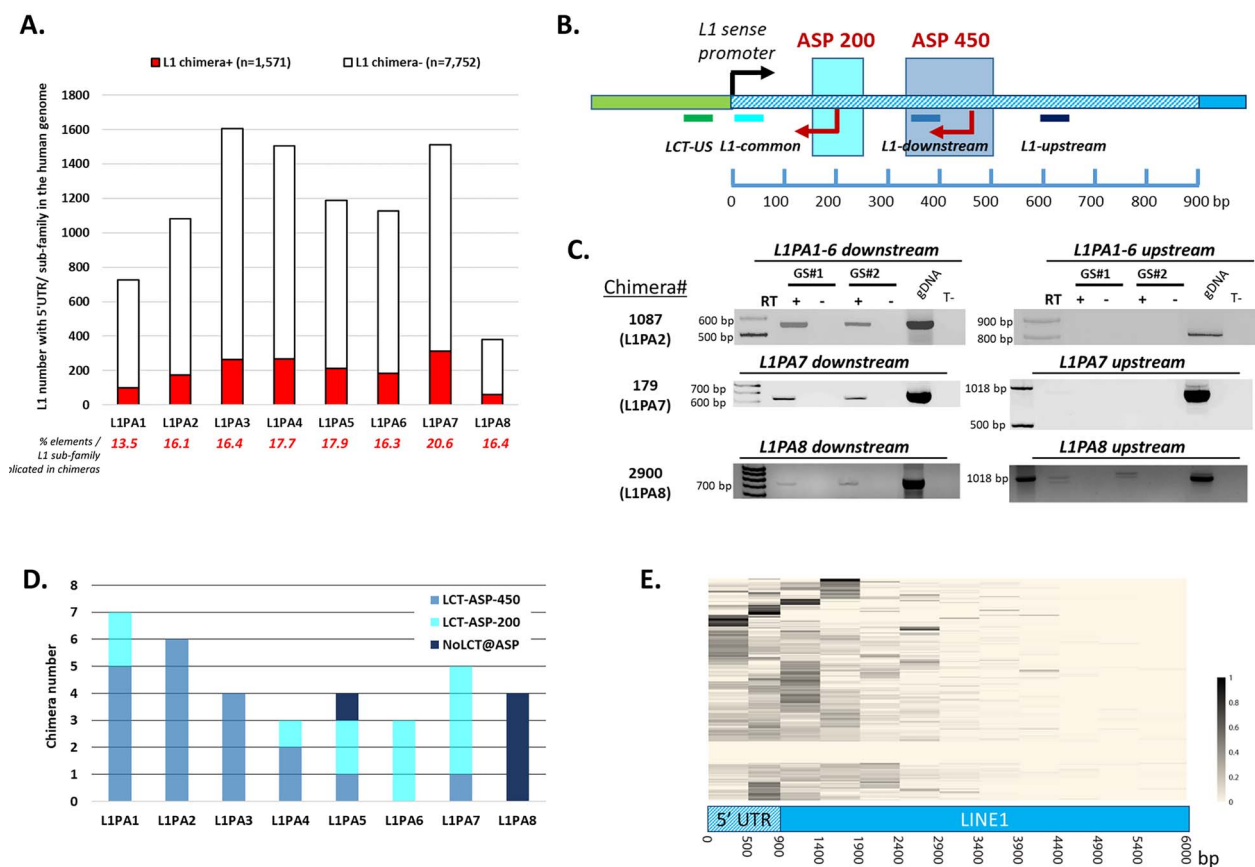 A.
L1 chimera+ (n=1,571)
L1 chimera- (n=7,752)
L1 number with 5'UTR/ sub-family in the human genome
1800
1600
1400
1200
1000
800
600
400
200
0
L1PA1 L1PA2 L1PA3 L1PA4 L1PA5 L1PA6 L1PA7 L1PA8
% elements /
L1 sub-family
plicated in chimeras
13.5 16.1 16.4 17.7 17.9 16.3 20.6 16.4
B.
L1 sense
promoter
ASP 200
ASP 450
LCT-US L1-common L1-downstream L1-upstream
0 100 200 300 400 500 600 700 800 900 bp
C.
L1PA1-6 downstream
L1PA1-6 upstream
Chimera#
GS#1 GS#2 gDNA T-
RT + - + -
GS#1 GS#2 gDNA T-
RT + - + -
1087
(L1PA2)
600 bp
500 bp
900 bp
800 bp
L1PA7 downstream
L1PA7 upstream
179
(L1PA7)
700 bp
600 bp
1018 bp
500 bp
L1PA8 downstream
L1PA8 upstream
2900
(L1PA8)
700 bp
1018 bp
D.
Chimera number
8
7
6
5
4
3
2
1
0
LCT-ASP-450
LCT-ASP-200
NoLCT@ASP
L1PA1 L1PA2 L1PA3 L1PA4 L1PA5 L1PA6 L1PA7 L1PA8
E.
1
0.8
0.6
0.4
0.2
0
5' UTR
LINE1
0 500 900 1400 1900 2400 2900 3400 3900 4400 4900 5400 6000 bp